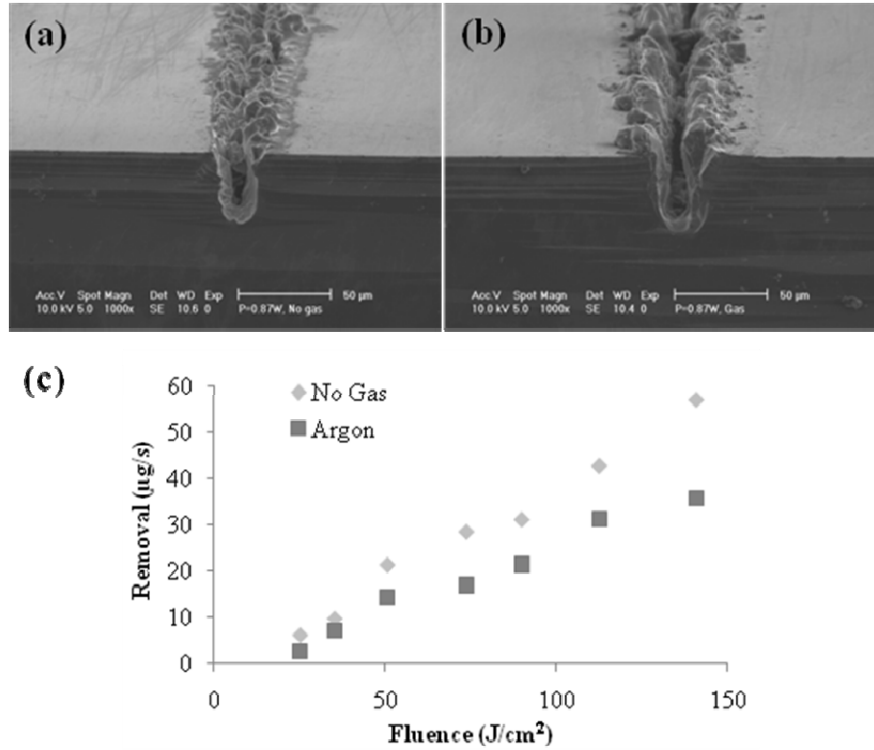 (a)
Acc.V Spot Magn Det WD Exp 50 µm
10.0 kV 5.0 1000x SE 10.6 0 P=0.87W, No gas
(b)
Acc.V Spot Magn Det WD Exp 50 µm
10.0 kV 5.0 1000x SE 10.4 0 P=0.87W, Gas
(c)
No Gas
Argon
Removal (µg/s)
60
50
40
30
20
10
0
0 50 100 150
Fluence (J/cm²)